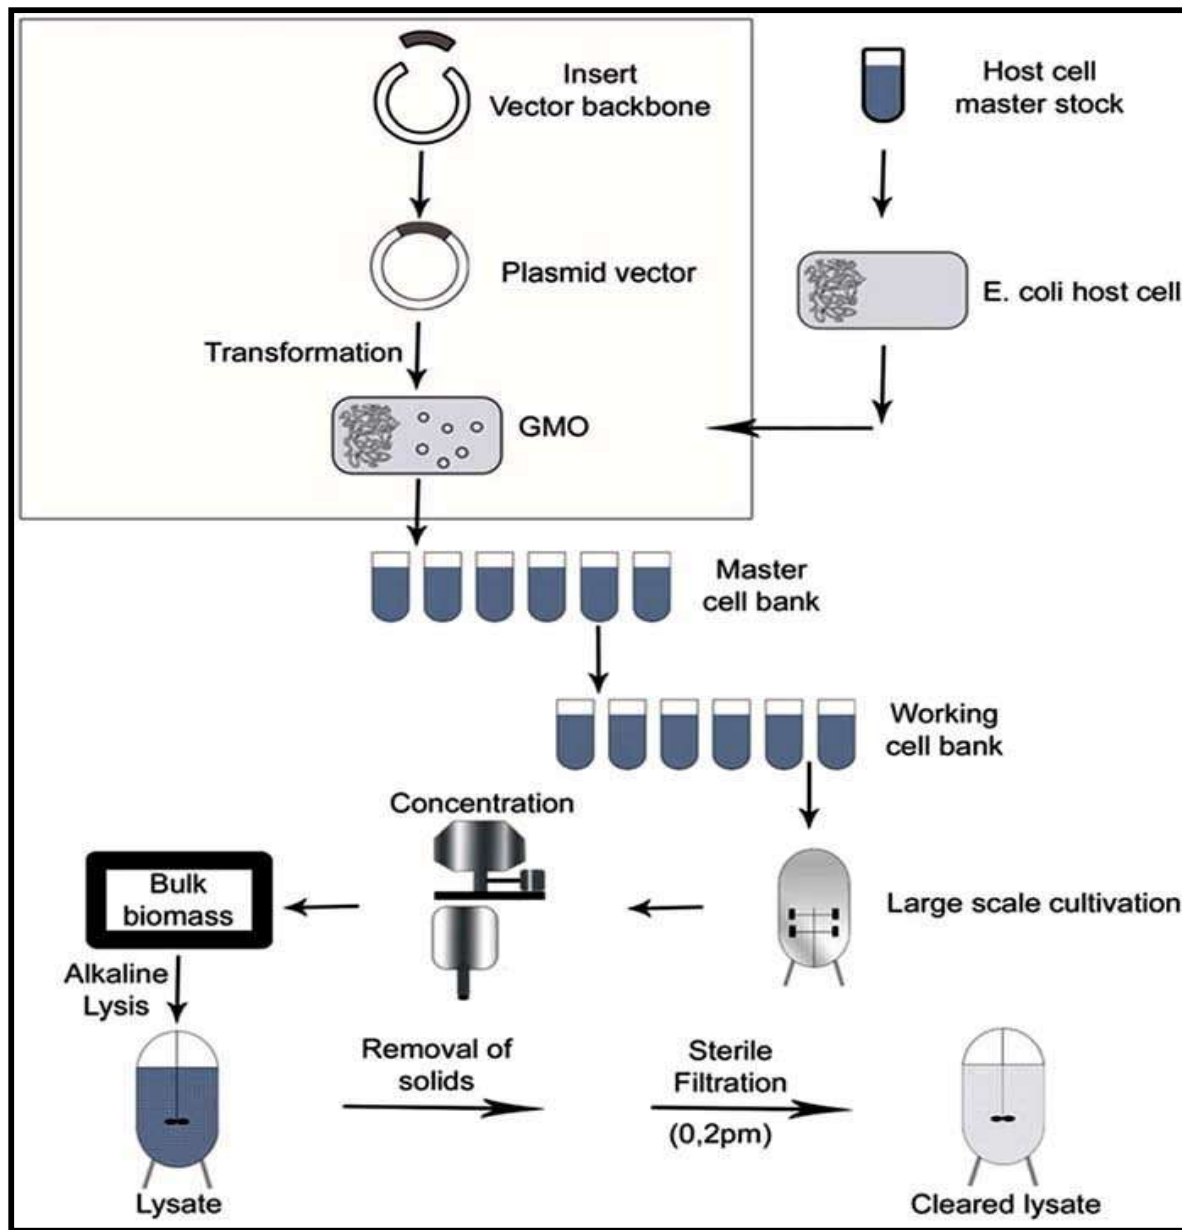 Insert
Vector backbone
Host cell
master stock
Plasmid vector
E. coli host cell
Transformation
GMO
Master
cell bank
Working
cell bank
Concentration
Bulk
biomass
Large scale cultivation
Alkaline
Lysis
Removal of
solids
Sterile
Filtration
(0,2pm)
Lysate
Cleared lysate